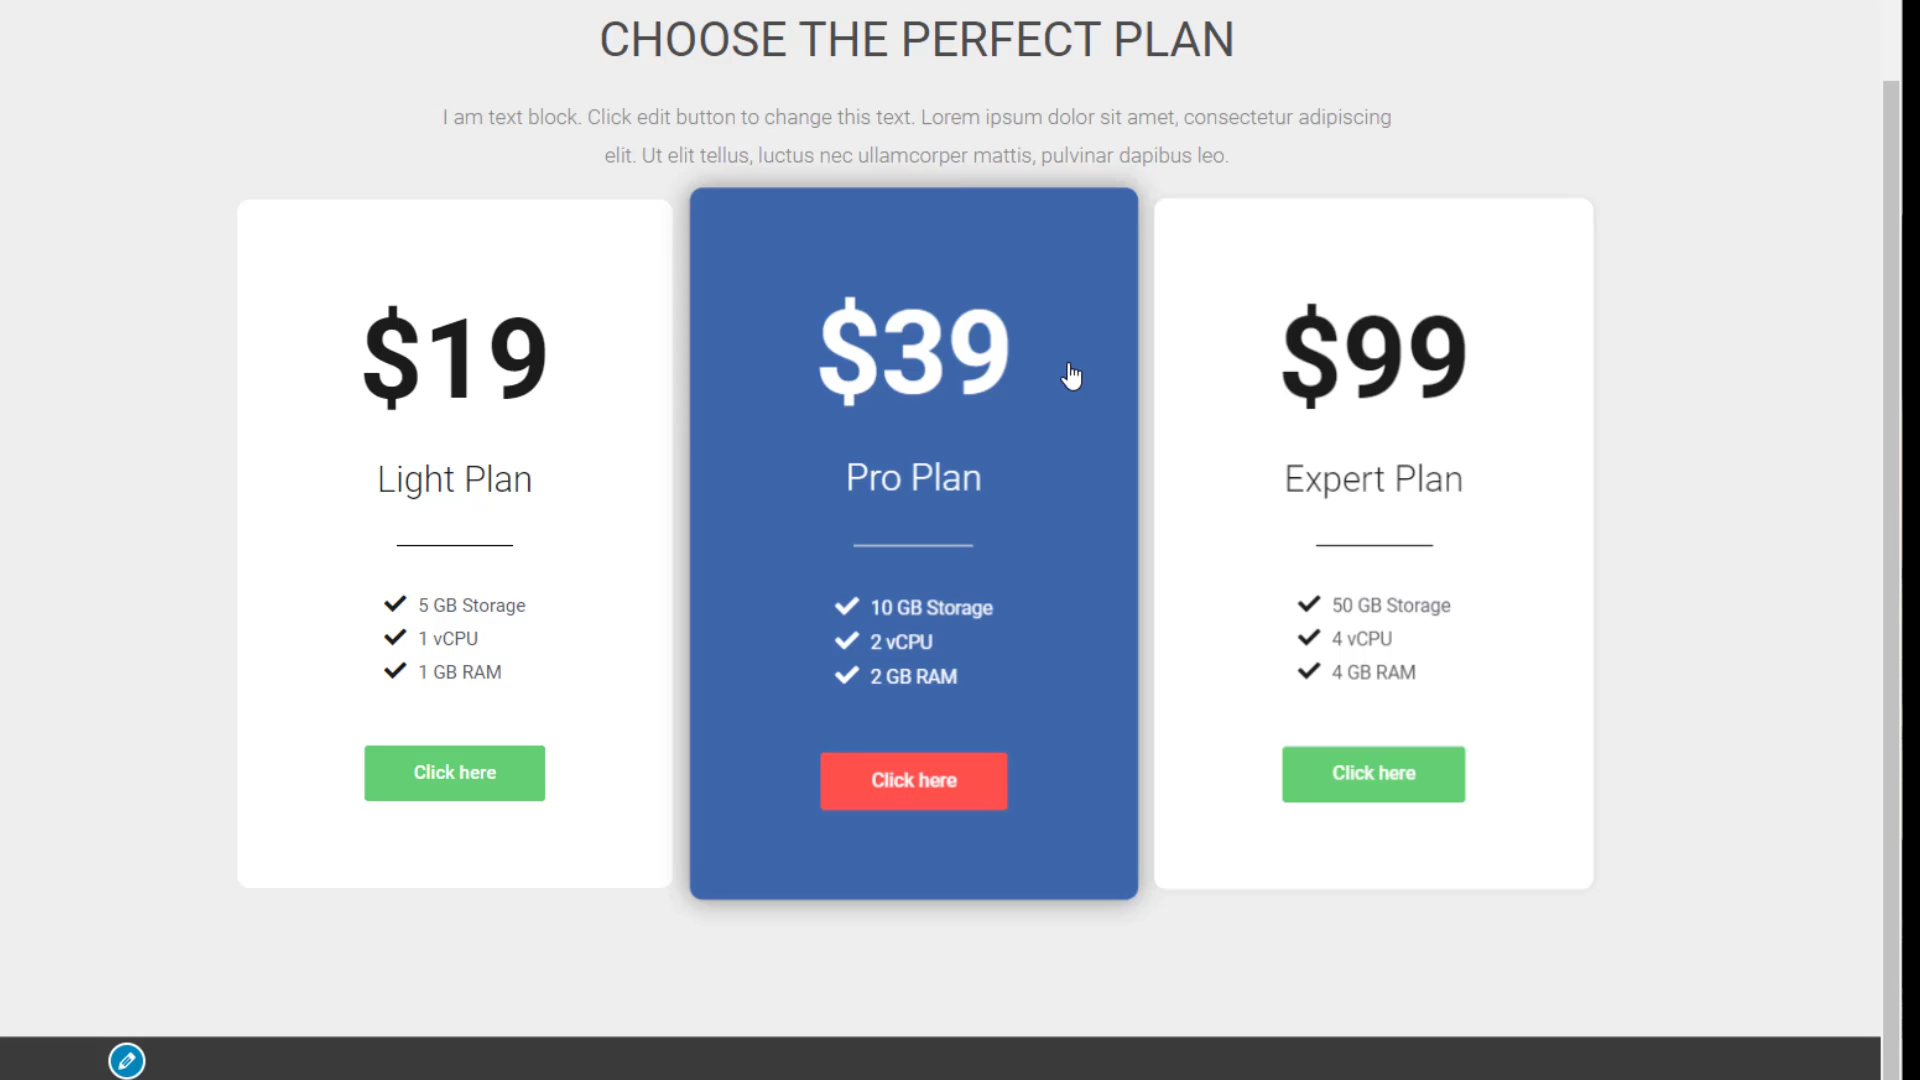 CHOOSE THE PERFECT PLAN
I am text block. Click edit button to change this text. Lorem ipsum dolor sit amet, consectetur adipiscing
elit. Ut elit tellus, luctus nec ullamcorper mattis, pulvinar dapibus leo.
$19
Light Plan
5 GB Storage
1 vCPU
1 GB RAM
Click here
$39
Pro Plan
10 GB Storage
2 vCPU
2 GB RAM
Click here
$99
Expert Plan
50 GB Storage
4 vCPU
4 GB RAM
Click here